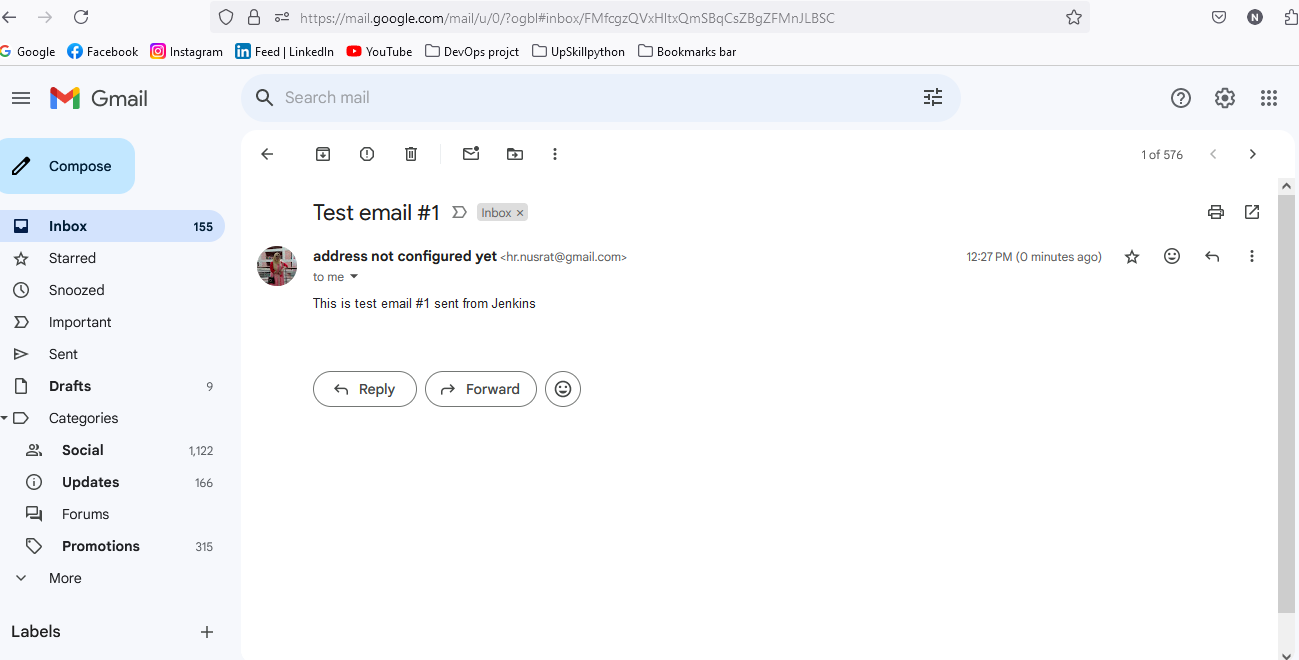 https://mail.google.com/mail/u/0/?ogbl#inbox/FMfcgzQVxHltxQmSBqCsZBgZFMnJLBSC
N
Google Facebook Instagram Feed | LinkedIn YouTube DevOps projct UpSkillpython Bookmarks bar
Gmail
Search mail
Compose
1 of 576
Inbox 155
Starred
Snoozed
Important
Sent
Drafts 9
Categories
Social 1,122
Updates 166
Forums
Promotions 315
More
Labels
Test email #1 Inbox ×
address not configured yet <hr.nusrat@gmail.com> 12:27 PM (0 minutes ago)
to me
This is test email #1 sent from Jenkins
Reply Forward